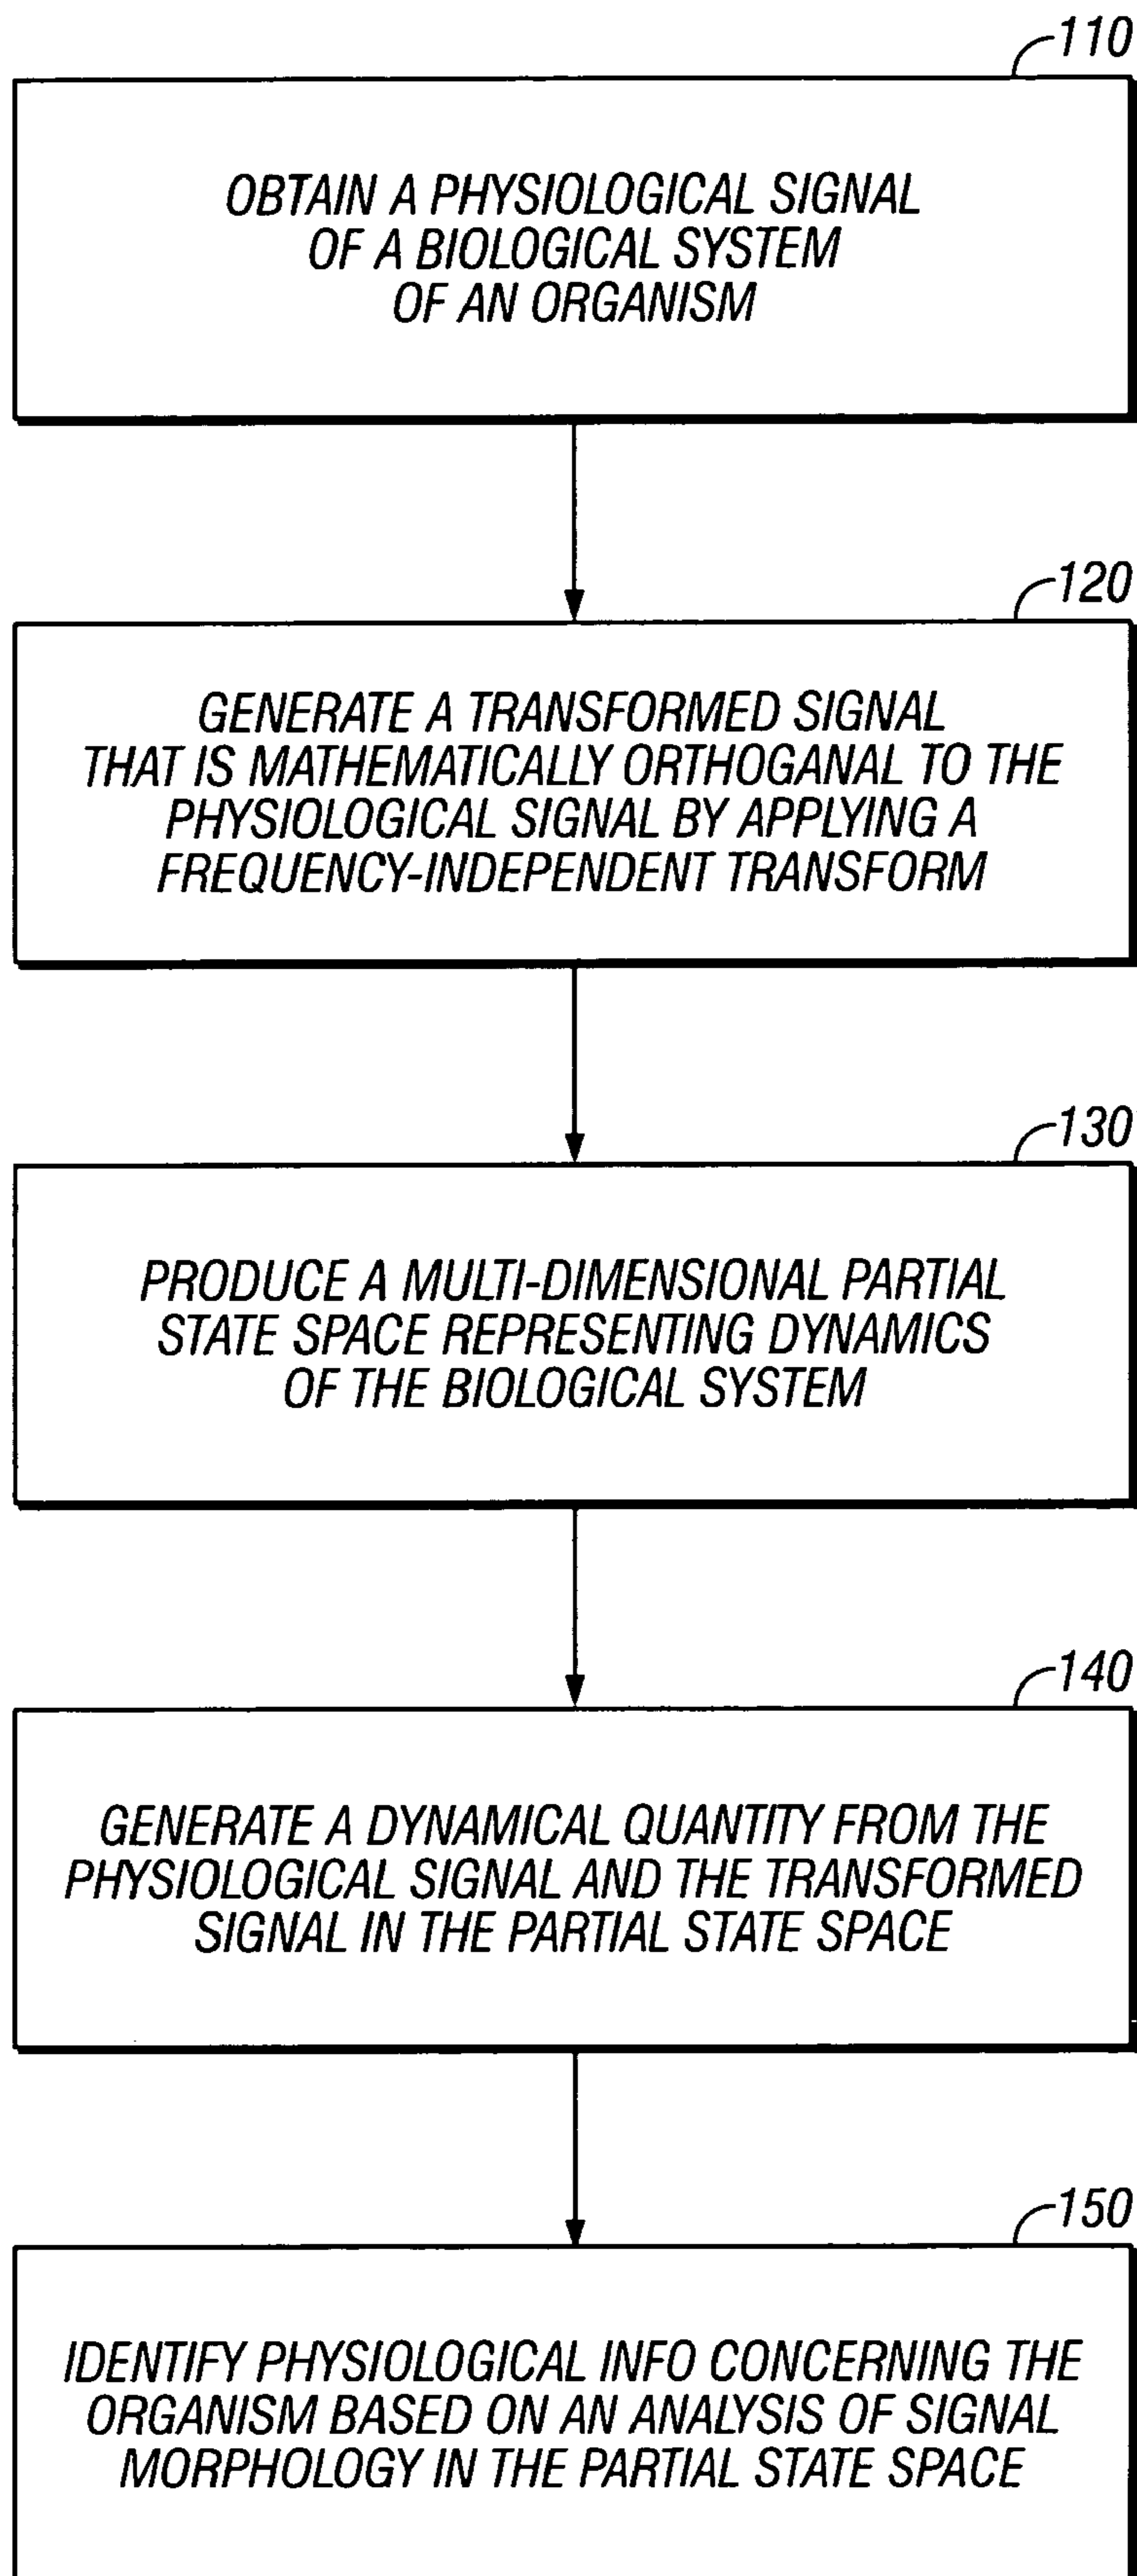 110
OBTAIN A PHYSIOLOGICAL SIGNAL
OF A BIOLOGICAL SYSTEM
OF AN ORGANISM
120
GENERATE A TRANSFORMED SIGNAL
THAT IS MATHEMATICALLY ORTHOGANAL TO THE
PHYSIOLOGICAL SIGNAL BY APPLYING A
FREQUENCY-INDEPENDENT TRANSFORM
130
PRODUCE A MULTI-DIMENSIONAL PARTIAL
STATE SPACE REPRESENTING DYNAMICS
OF THE BIOLOGICAL SYSTEM
140
GENERATE A DYNAMICAL QUANTITY FROM THE
PHYSIOLOGICAL SIGNAL AND THE TRANSFORMED
SIGNAL IN THE PARTIAL STATE SPACE
150
IDENTIFY PHYSIOLOGICAL INFO CONCERNING THE
ORGANISM BASED ON AN ANALYSIS OF SIGNAL
MORPHOLOGY IN THE PARTIAL STATE SPACE